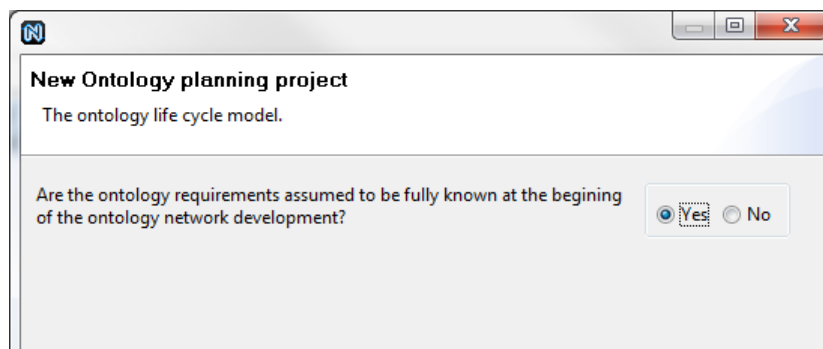 New Ontology planning project
The ontology life cycle model.
Are the ontology requirements assumed to be fully known at the begining
of the ontology network development?
Yes No